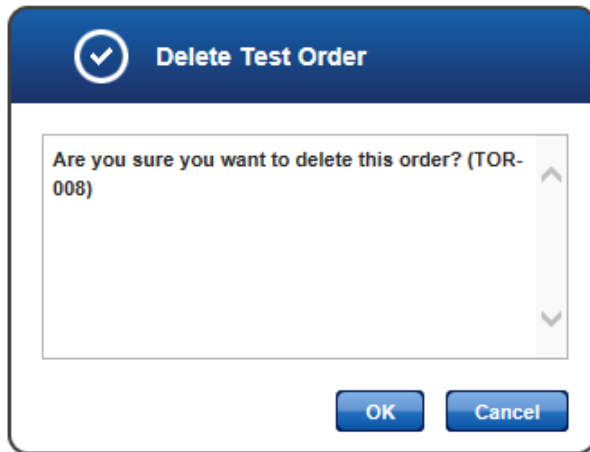 Delete Test Order
Are you sure you want to delete this order? (TOR-
008)
OK
Cancel